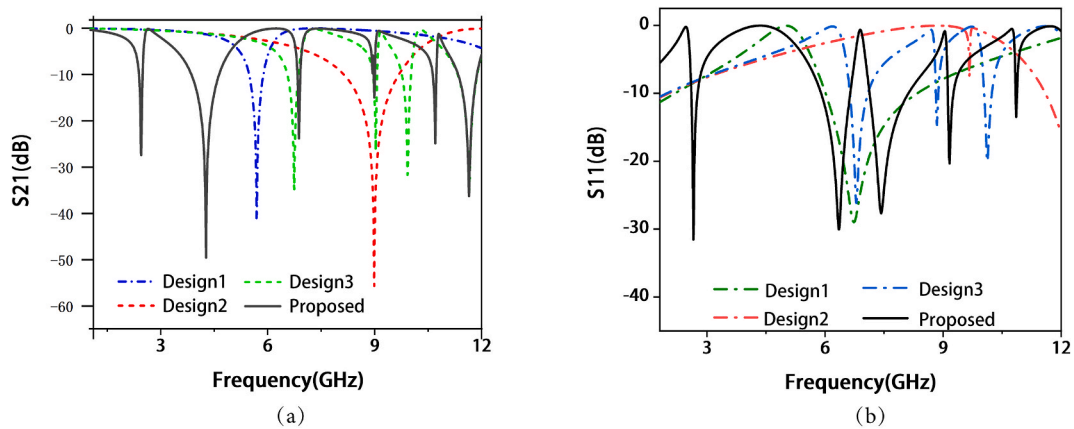 0
−10
−20
−30
−40
−50
−60
S21(dB)
Design1
Design2
Design3
Proposed
3
6
9
12
Frequency(GHz)
(a)
0
−10
−20
−30
−40
S11(dB)
Design1
Design2
Design3
Proposed
3
6
9
12
Frequency(GHz)
(b)